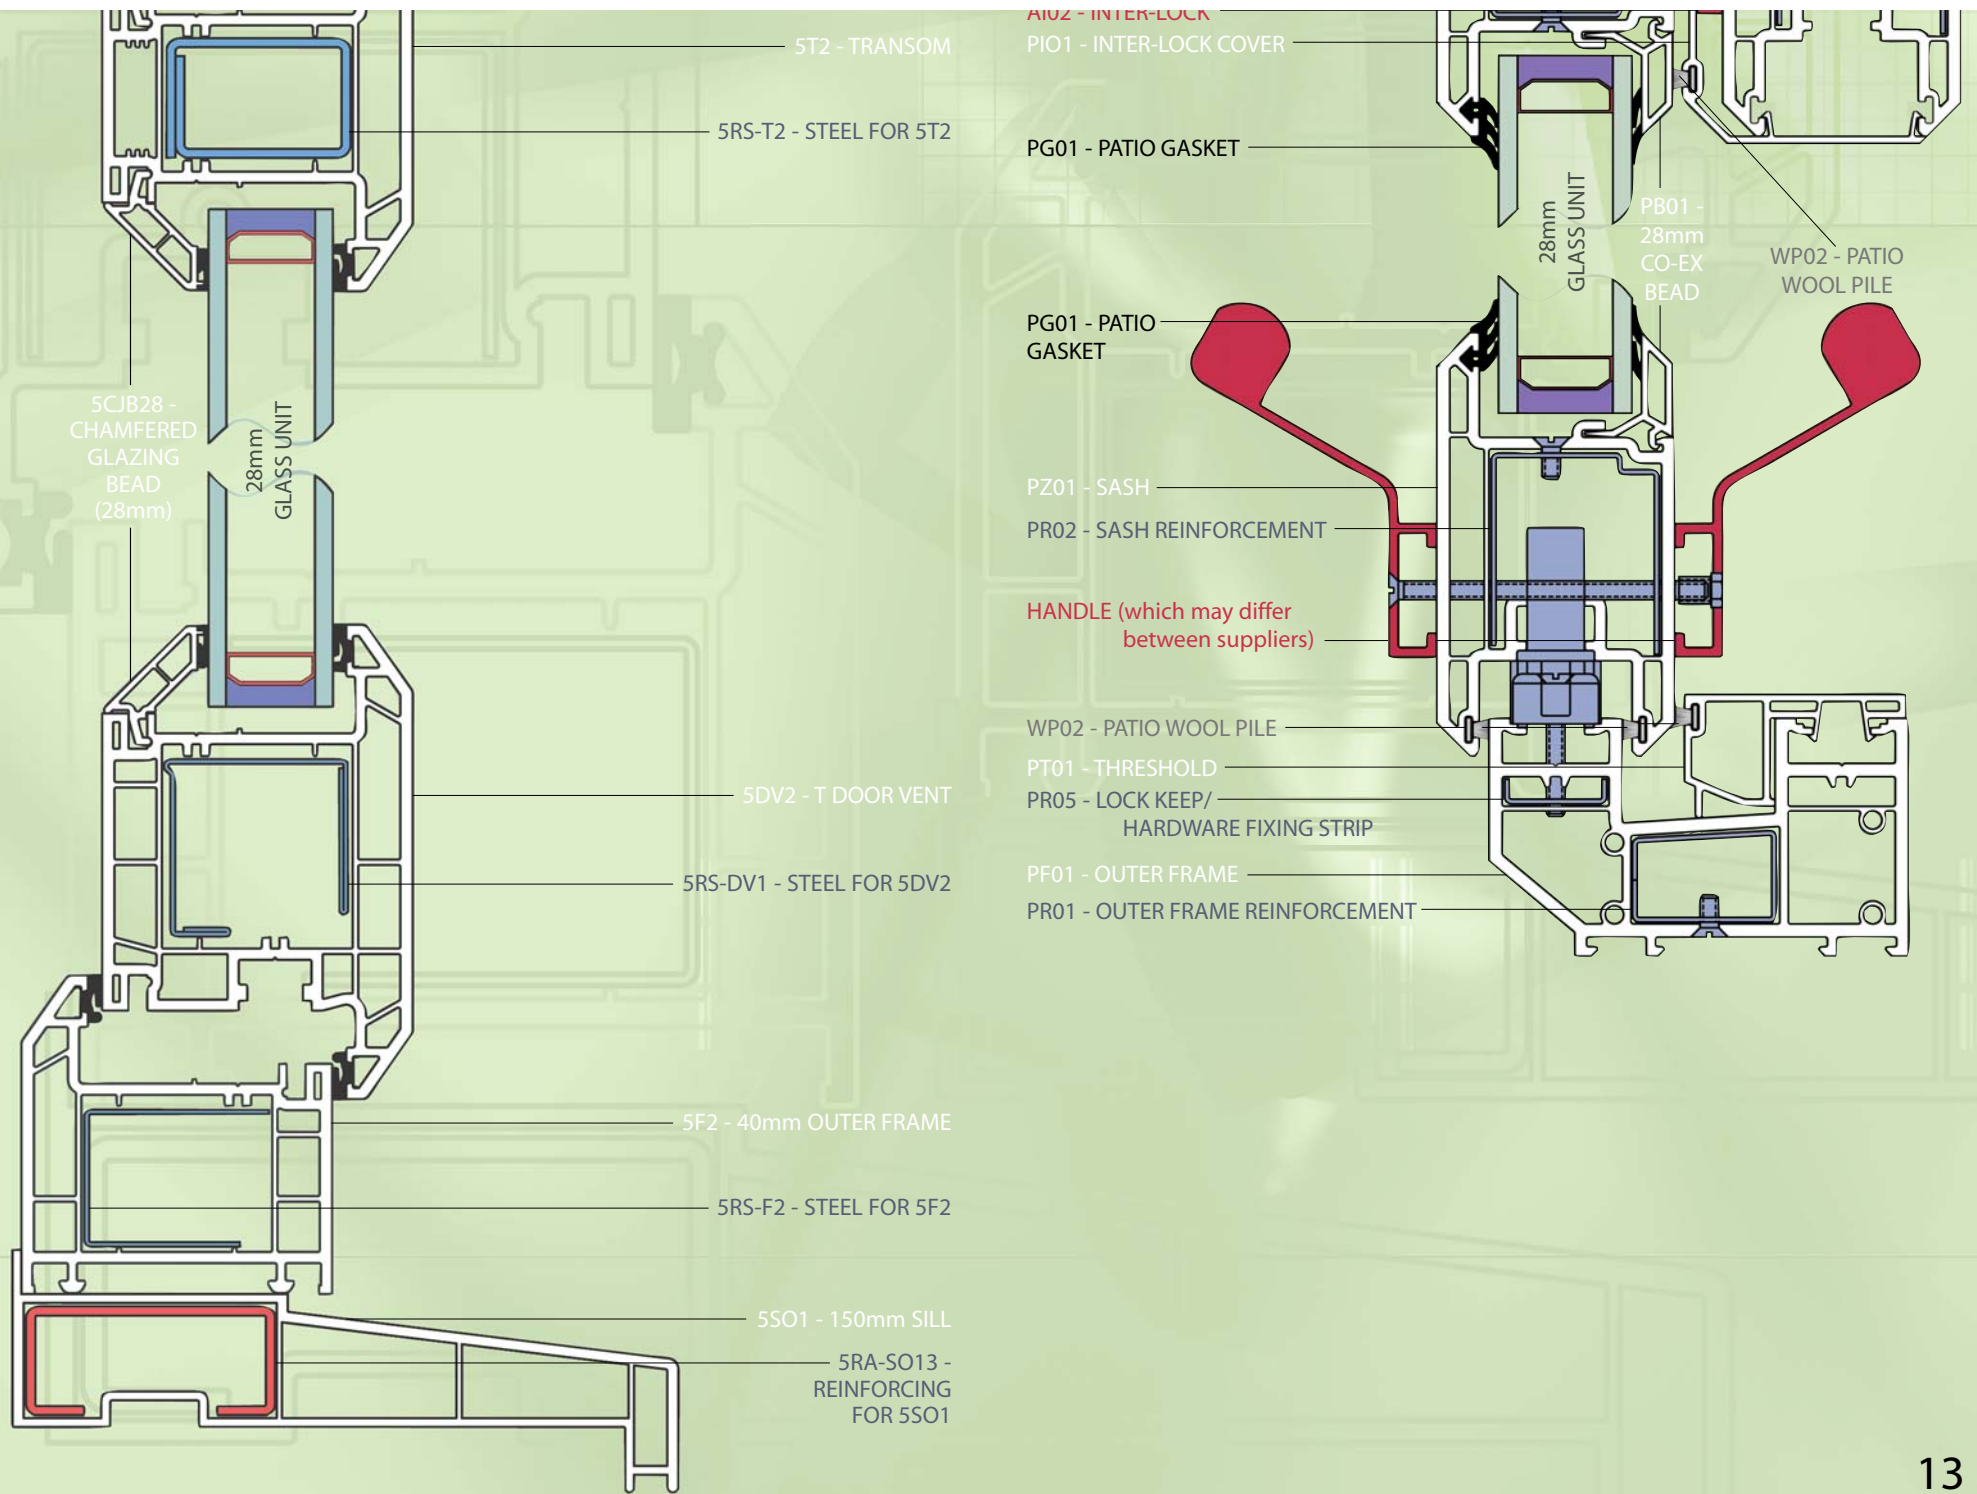 5T2 - TRANSOM
5RS-T2 - STEEL FOR 5T2
5CJB28 -
CHAMFERED
GLAZING
BEAD
(28mm)
28mm
GLASS UNIT
5DV2 - T DOOR VENT
5RS-DV1 - STEEL FOR 5DV2
5F2 - 40mm OUTER FRAME
5RS-F2 - STEEL FOR 5F2
5SO1 - 150mm SILL
5RA-SO13 -
REINFORCING
FOR 5SO1
AI02 - INTER-LOCK
PIO1 - INTER-LOCK COVER
PG01 - PATIO GASKET
28mm
GLASS UNIT
PB01 -
28mm
CO-EX
BEAD
WP02 - PATIO
WOOL PILE
PG01 - PATIO
GASKET
PZ01 - SASH
PR02 - SASH REINFORCEMENT
HANDLE (which may differ
between suppliers)
WP02 - PATIO WOOL PILE
PT01 - THRESHOLD
PR05 - LOCK KEEP/
HARDWARE FIXING STRIP
PF01 - OUTER FRAME
PR01 - OUTER FRAME REINFORCEMENT
13